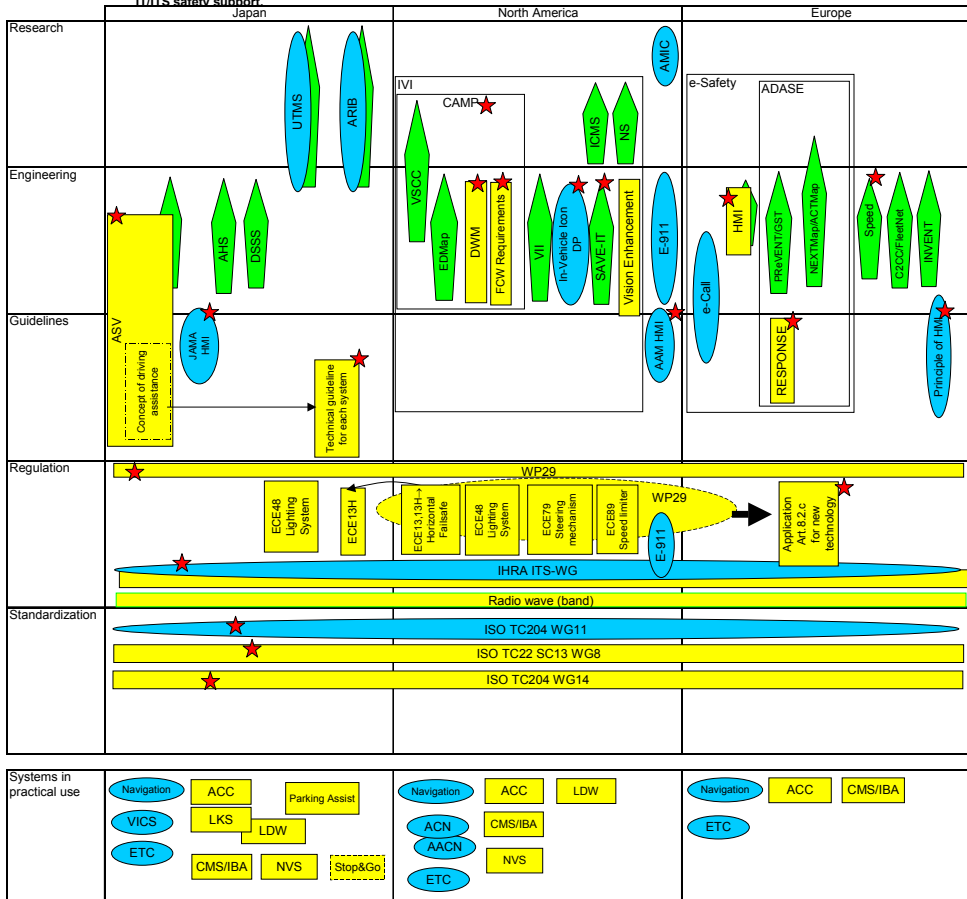 IT/ITS safety support.
Japan
North America
Europe
Research
UTMS
ARIB
IVI
CAMP
VSCC
ICMS
NS
AMIC
e-Safety
ADASE
Engineering
AHS
DSSS
EDMap
DWM
FCW Requirements
VII
In-Vehicle Icon
DP
SAVE-IT
Vision Enhancement
E-911
HMI
PReVENT/GST
NEXTMap/ACTMap
Speed
C2CC/FleetNet
INVENT
e-Call
Guidelines
ASV
Concept of driving
assistance
JAMA
HMI
Technical guideline
for each system
AAM HMI
RESPONSE
Principle of HMI
Regulation
WP29
ECE48
Lighting
System
ECE13H
ECE13,13H→
Horizontal
Failsafe
ECE48
Lighting
System
ECE79
Steering
mechanism
ECE89
Speed limiter
WP29
E-911
Application
Art.8.2.c
for new
technology
IHRA ITS-WG
Radio wave (band)
Standardization
ISO TC204 WG11
ISO TC22 SC13 WG8
ISO TC204 WG14
Systems in
practical use
Navigation
ACC
Parking Assist
VICS
LKS
LDW
ETC
CMS/IBA
NVS
Stop&Go
Navigation
ACC
LDW
ACN
CMS/IBA
AACN
NVS
ETC
Navigation
ACC
CMS/IBA
ETC